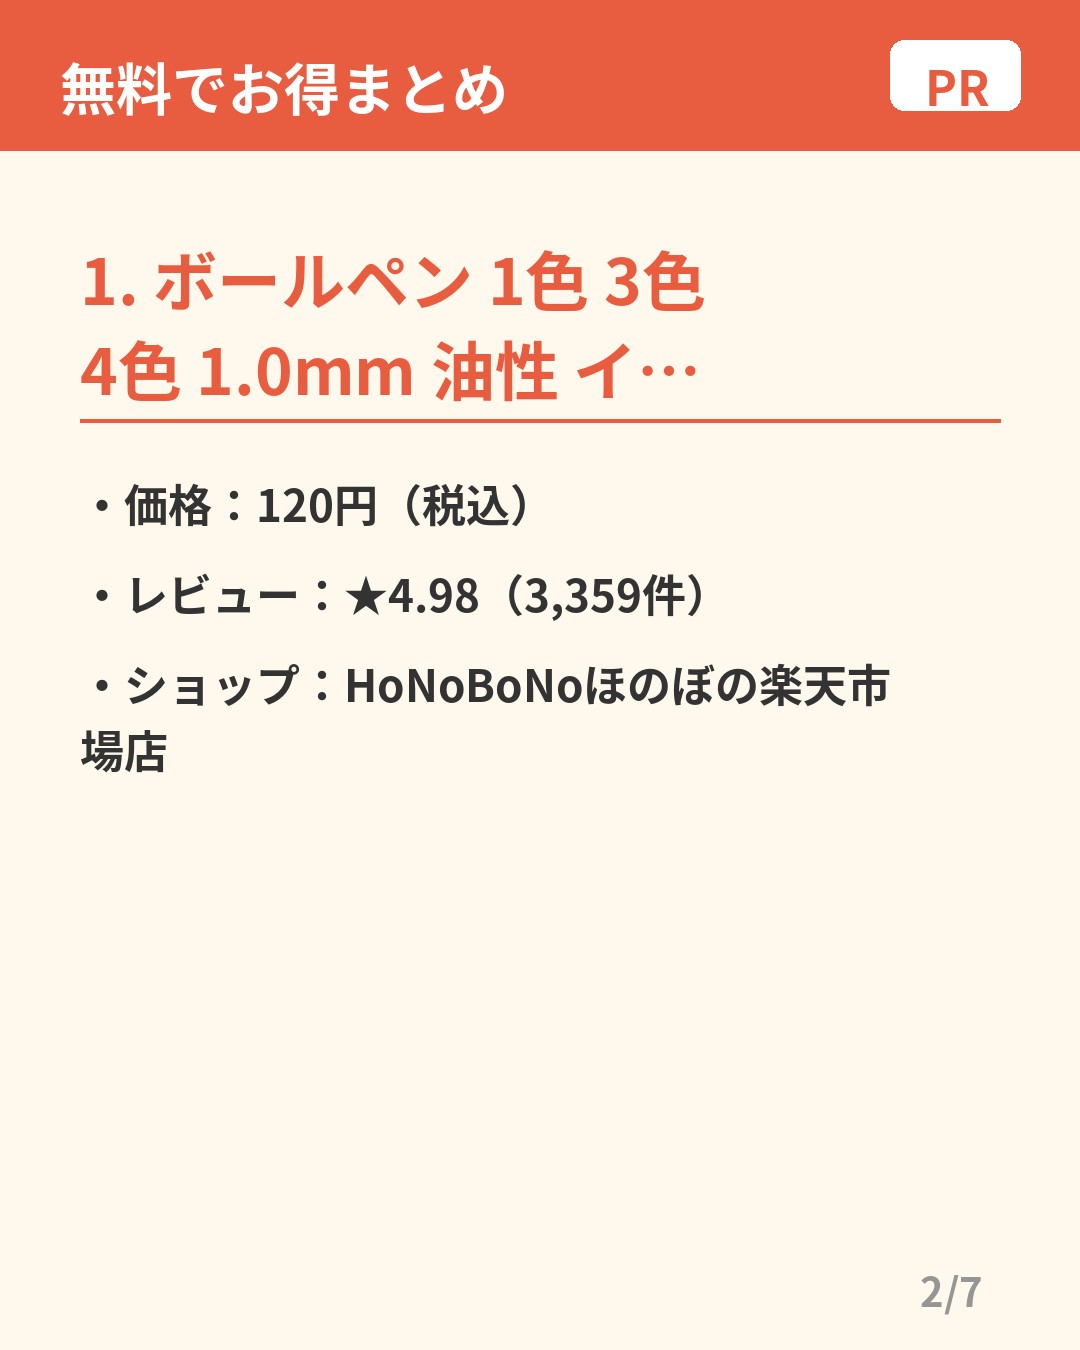 無料でお得まとめ
PR
1. ボールペン 1色 3色
4色 1.0mm 油性 イ…
・価格：120円（税込）
・レビュー：★4.98（3,359件）
・ショップ：HoNoBoNoほのぼの楽天市
場店
2/7